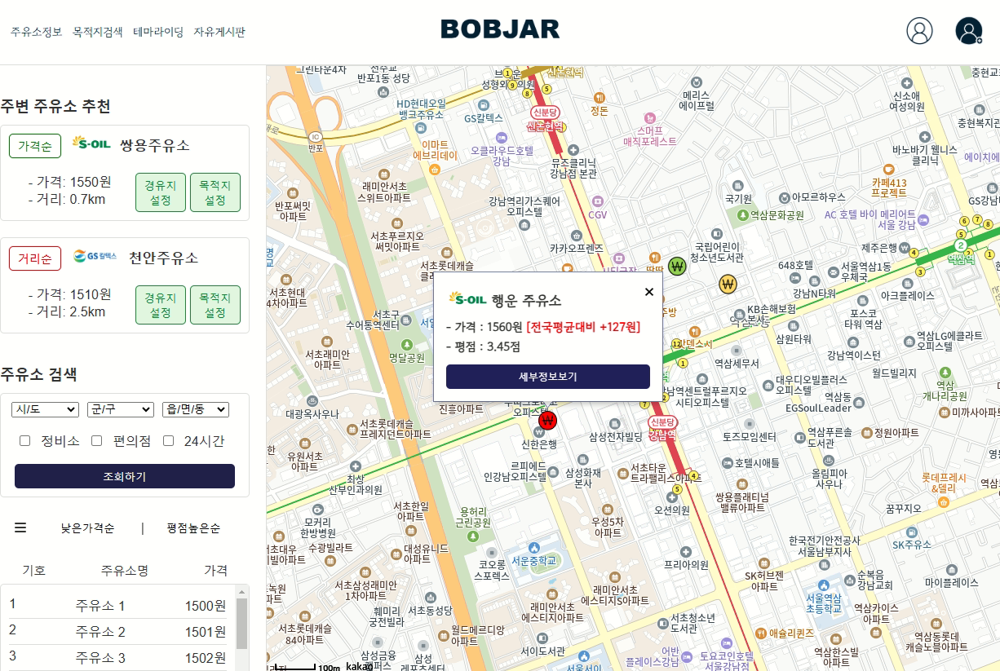 주유소정보 목적지검색 테마라이딩 자유게시판
BOBJAR
주변 주유소 추천
가격순
S-OIL 쌍용주유소
- 가격: 1550원
- 거리: 0.7km
경유지
설정
목적지
설정
거리순
GS칼텍스 천안주유소
- 가격: 1510원
- 거리: 2.5km
경유지
설정
목적지
설정
주유소 검색
시/도
군/구
읍/면/동
정비소
편의점
24시간
조회하기
낮은가격순
|
평점높은순
기호 주유소명 가격
1 주유소 1 1500원
2 주유소 2 1501원
3 주유소 3 1502원
S-OIL 행운 주유소
- 가격 : 1560원 [전국평균대비 +127원]
- 평점 : 3.45점
세부정보보기
그린타운4차
반포1동 성당
성형외의원
신논현역
HD현대오일
뱅크주유소
GS칼텍스
신분당
신논현역
정돈
메리스
에이프럴
신소애
여성의원
충현교회
충현복지관
IC
반포
이마트
에브리데이
오클라우드호텔
강남
스머프
매직포레스트
뮤즈클리닉
강남점 본관
바노바기 웰니스
클리닉
카페413
프로젝트
래미안서초
스위트아파트
반포써밋
아파트
강남역리가스퀘어
오피스텔
CGV
국기원
아모르하우스
역삼문화공원
AC 호텔 바이 메리어트
서울 강남
GS강남
서초푸르지오
써밋아파트
카카오프렌즈
국립어린이
청소년도서관
제주은행
역삼역
서초롯데캐슬
648호텔
서울역삼1동
우체국
강남N타워
아크플레이스
서초현대
4차아파트
서초구
수어통역센터
KB손해보험
본사
포스코
타워 역삼
삼원타워
서초래미안
아파트
명달공원
역삼세무서
강남역이스턴
역삼LG에클라트
오피스텔
월드빌리지
역삼
개나리공원
강남역센트럴푸르지오
시티오피스텔
대우디오빌플러스
오피스텔
역삼동
EGSoulLeader
미까사아파트
대광옥사우나
진흥아파트
오피스텔
신분당
강남역
서초롯데캐슬
프레지던트아파트
신한은행
삼성전자빌딩
토즈모임센터
역삼푸르솔
도서관
정원아파트
유원서초
아파트
최상
산부인과의원
르피에드
인강남오피스텔
삼성화재
본사
서초타운
트라팰리스아파트
호텔시애틀
올림피아
사우나
롯데프레시
&델리
쌍용플래티넘
밸류아파트
꿈꾸지오
오션의원
모커리
한방병원
서초한일
아파트
용허리
근린공원
우성5차
아파트
한국전기안전공사
서울남부지사
SK주유소
수광빌라트
대성유니드
아파트
코오롱
스포렉스
서운중학교
프리아의원
SK허브젠
아파트
순복음
강남교회
마이플레이스
서초삼성래미안
1차아파트
래미안서초
에스티지S아파트
서울역삼
초등학교
역삼카이스
아파트
훼미리
궁전빌라
서초동성당
래미안서초
에스티지아파트
서초롯데캐슬
84아파트
월드메르디앙
아파트
서초청소년
도서관
애슐리퀸즈
역삼동롯데
캐슬노블아파트
서초금융
서이도서관
어반
플레이스강남
토요코인호텔
서울강남점
역삼한스빌
아파트
100m
kakao